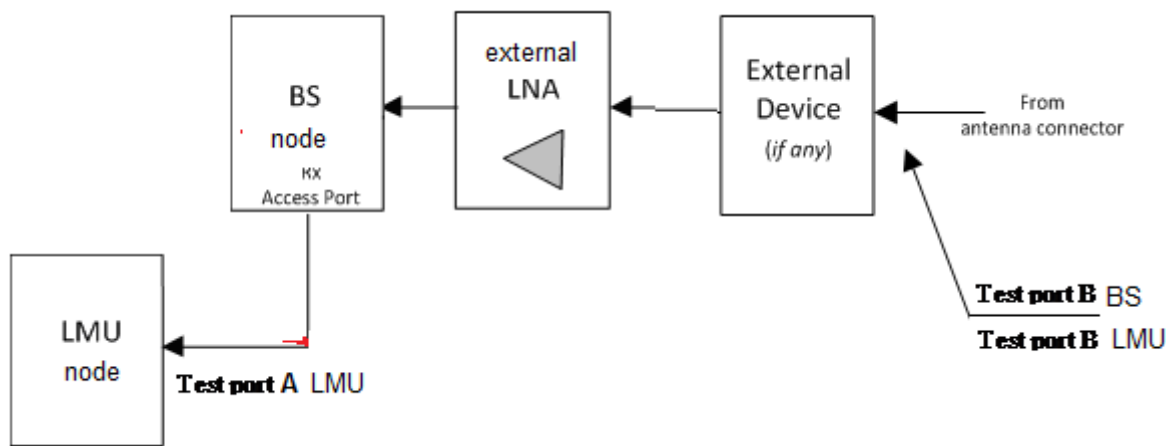 BS
node
RX
Access Port
external
LNA
External
Device
(if any)
From
antenna connector
Test port B BS
Test port B LMU
LMU
node
Test port A LMU